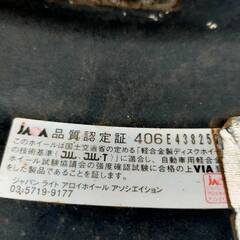 JAWA 品質認定証 406E43825
このホイールは国土交通省の定める「軽合金製ディスクホイ
の技術基準（JWL、JWL-T）に適合し、自動車用軽合金
ホイール試験協議会の強度確認試験に合格の上VIA
した製品であることを証します。
ジャパン ライト アロイホイール アソシエイション
03-5719-9177